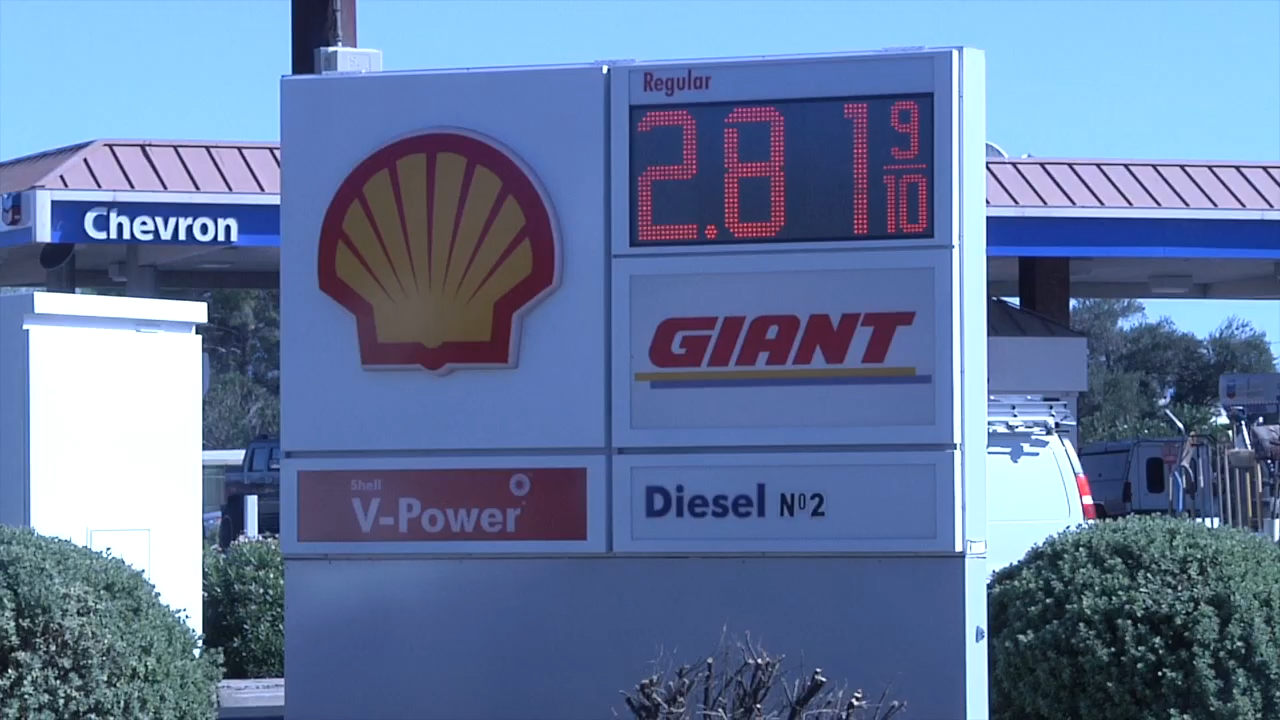 Regular
2.81 9/10
Chevron
GIANT
Shell
V-Power
Diesel Nº2